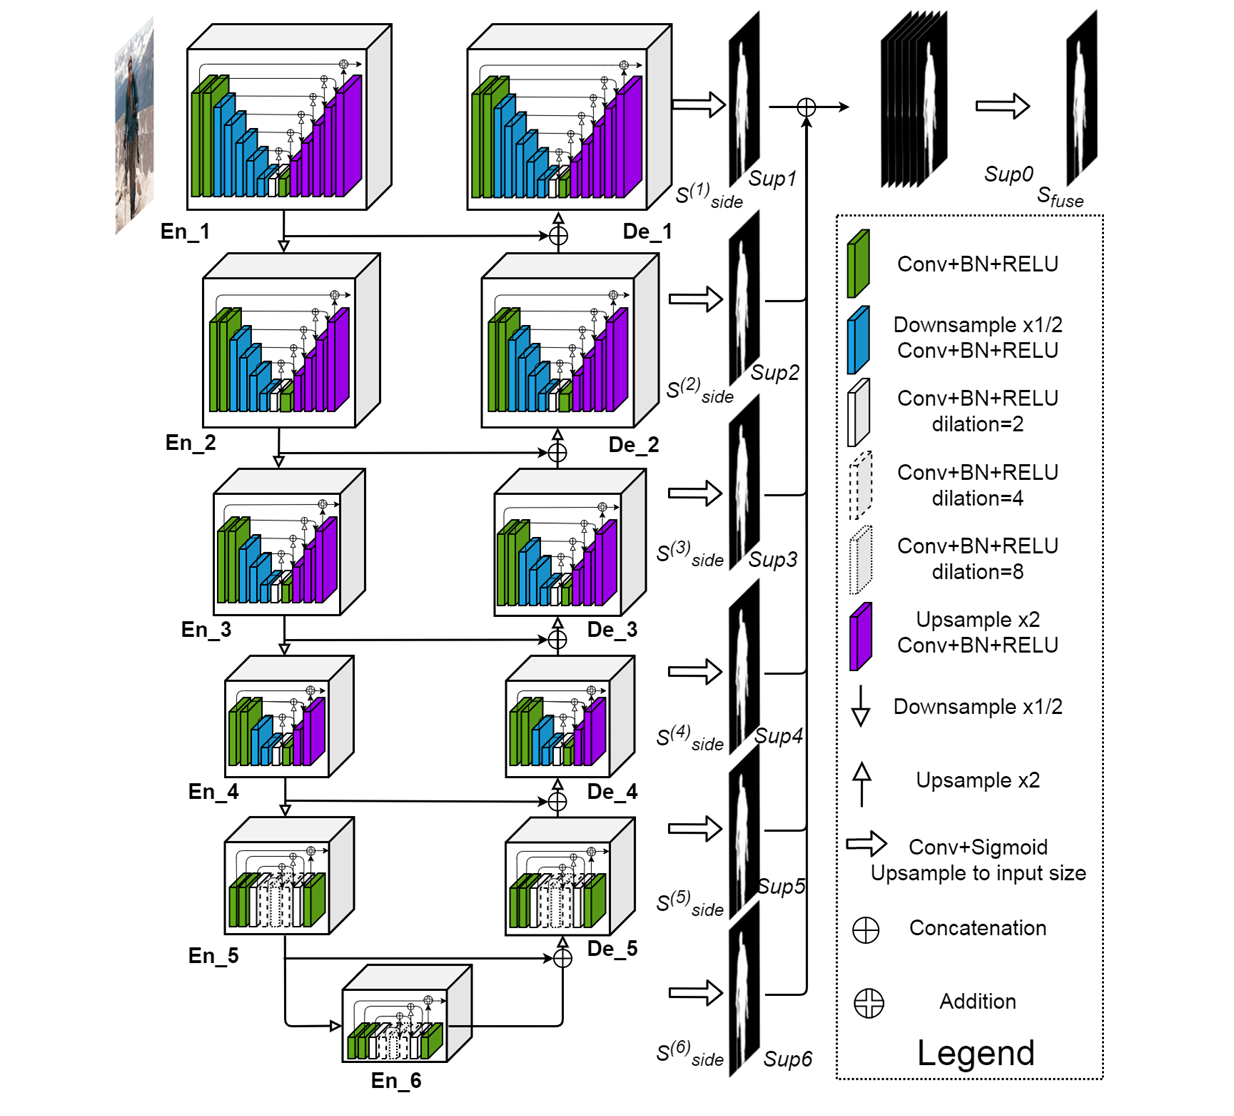 En_1
De_1
S(1)side
Sup1
Sup0
Sfuse
En_2
De_2
S(2)side
Sup2
En_3
De_3
S(3)side
Sup3
En_4
De_4
S(4)side
Sup4
En_5
De_5
S(5)side
Sup5
En_6
S(6)side
Sup6
Conv+BN+RELU
Downsample x1/2
Conv+BN+RELU
Conv+BN+RELU
dilation=2
Conv+BN+RELU
dilation=4
Conv+BN+RELU
dilation=8
Upsample x2
Conv+BN+RELU
Downsample x1/2
Upsample x2
Conv+Sigmoid
Upsample to input size
Concatenation
Addition
Legend